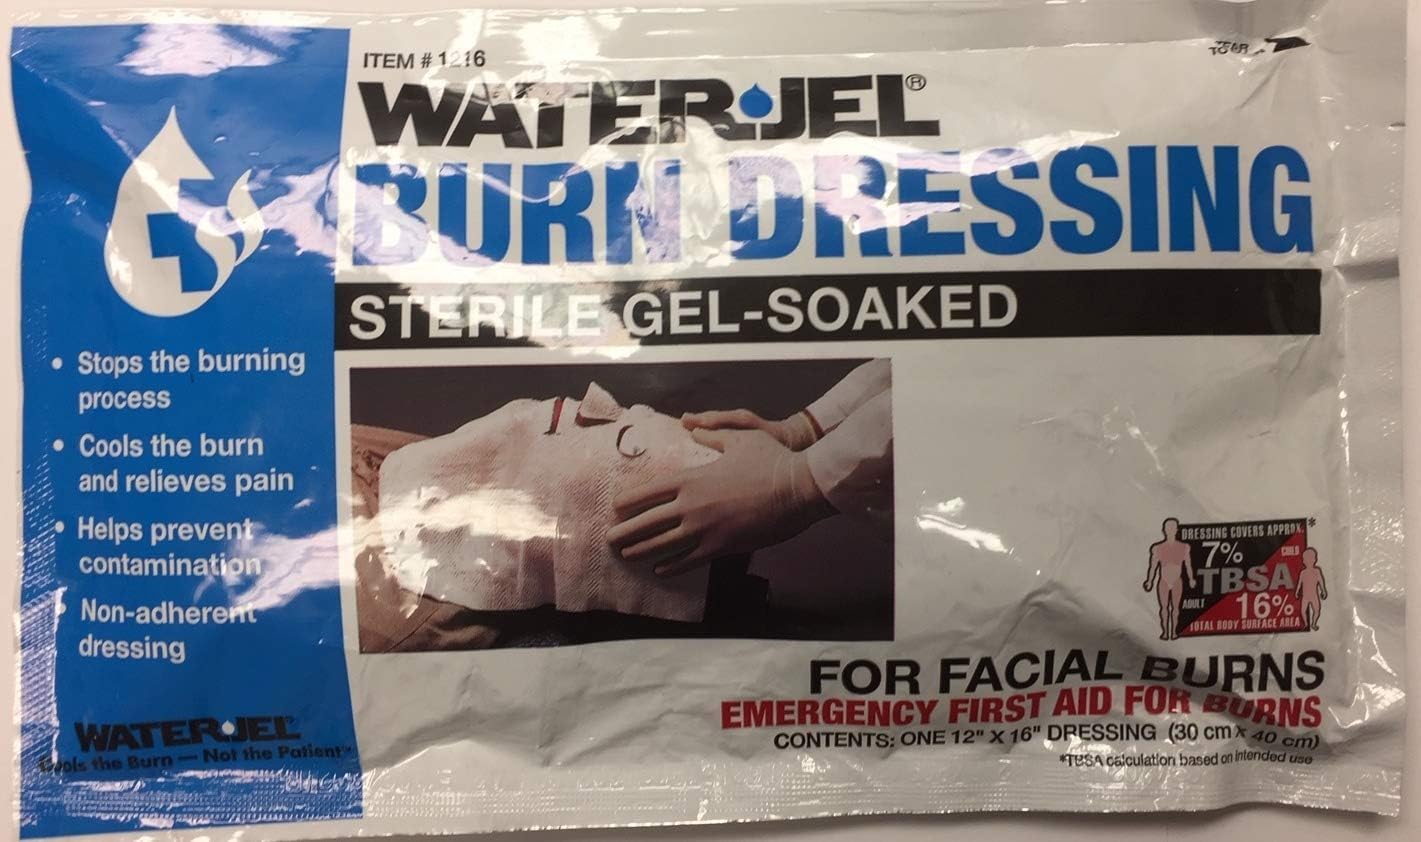 ITEM # 1216
TO TEAR
WATER·JEL®
BURN DRESSING
STERILE GEL-SOAKED
• Stops the burning
process
• Cools the burn
and relieves pain
• Helps prevent
contamination
• Non-adherent
dressing
WATER·JEL
Cools the Burn — Not the Patient™
DRESSING COVERS APPROX.*
7%
CHILD
TBSA
ADULT
16%
TOTAL BODY SURFACE AREA
FOR FACIAL BURNS
EMERGENCY FIRST AID FOR BURNS
CONTENTS: ONE 12" X 16" DRESSING (30 cm x 40 cm)
*TBSA calculation based on intended use